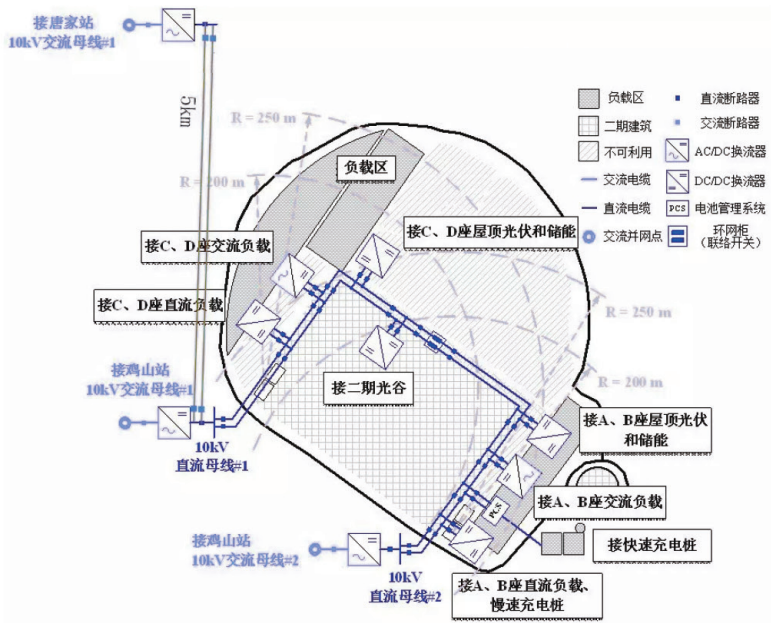 接唐家站
10kV交流母线#1
5km
R = 250 m
R = 200 m
负载区
接C、D座交流负载
接C、D座屋顶光伏和储能
接C、D座直流负载
接鸡山站
10kV交流母线#1
10kV
直流母线#1
接二期光谷
R = 250 m
R = 200 m
接A、B座屋顶光伏
和储能
接A、B座交流负载
PCS
接快速充电桩
接鸡山站
10kV交流母线#2
10kV
直流母线#2
接A、B座直流负载、
慢速充电桩
负载区
直流断路器
二期建筑
交流断路器
不可利用
AC/DC换流器
交流电缆
DC/DC换流器
直流电缆
PCS
电池管理系统
交流并网点
环网柜
(联络开关)